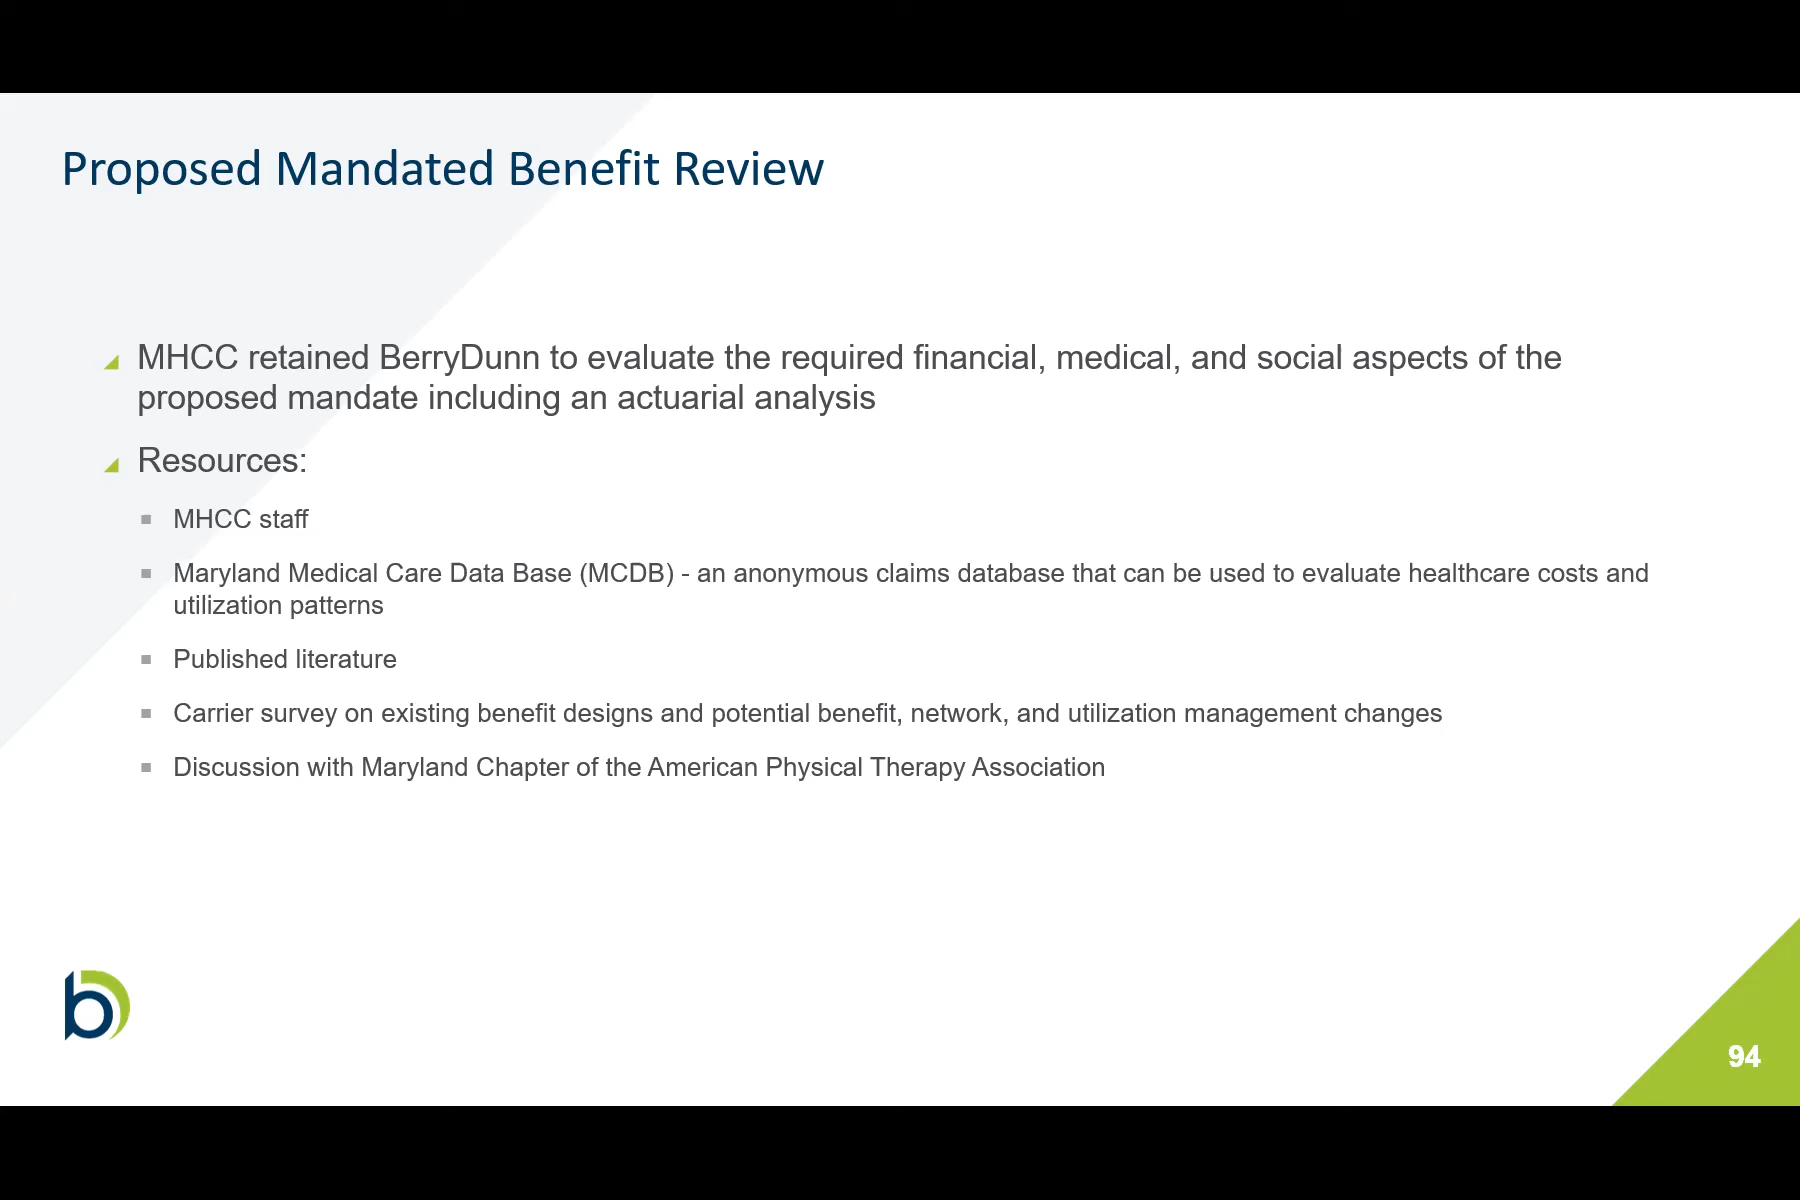 Proposed Mandated Benefit Review
MHCC retained BerryDunn to evaluate the required financial, medical, and social aspects of the
proposed mandate including an actuarial analysis
Resources:
MHCC staff
Maryland Medical Care Data Base (MCDB) - an anonymous claims database that can be used to evaluate healthcare costs and
utilization patterns
Published literature
Carrier survey on existing benefit designs and potential benefit, network, and utilization management changes
Discussion with Maryland Chapter of the American Physical Therapy Association
b
94